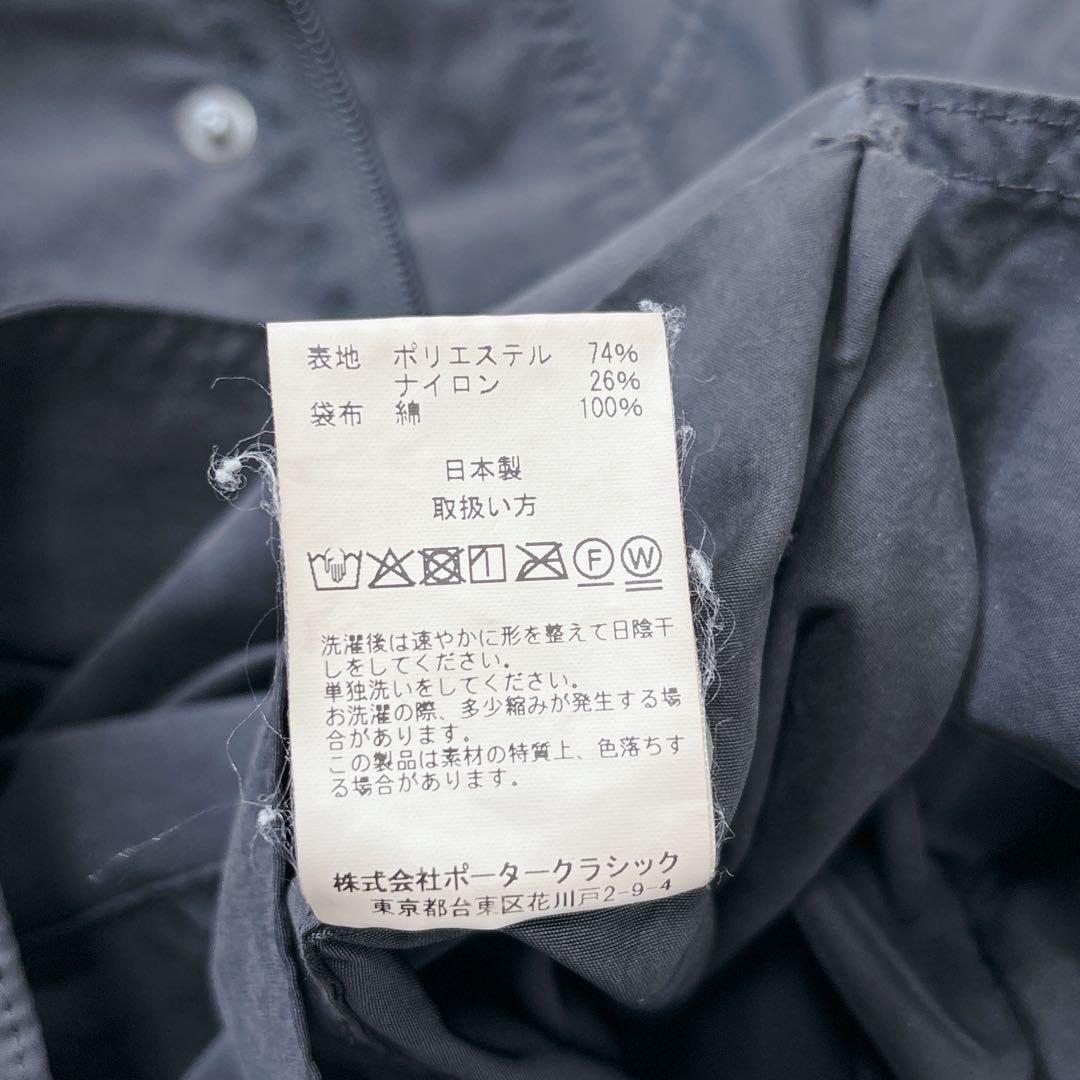 表地 ポリエステル 74%
ナイロン 26%
袋布 綿 100%
日本製
取扱い方
F W
洗濯後は速やかに形を整えて日陰干
しをしてください。
単独洗いをしてください。
お洗濯の際、多少縮みが発生する場
合があります。
この製品は素材の特質上、色落ちす
る場合があります。
株式会社ポータークラシック
東京都台東区花川戸2-9-4